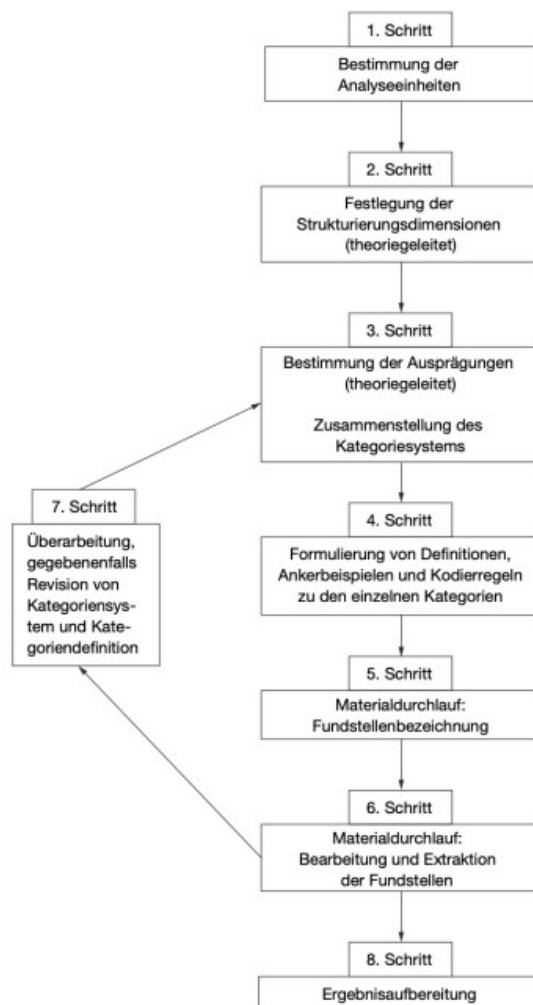 1. Schritt
Bestimmung der
Analyseeinheiten
2. Schritt
Festlegung der
Strukturierungsdimensionen
(theoriegeleitet)
3. Schritt
Bestimmung der Ausprägungen
(theoriegeleitet)
Zusammenstellung des
Kategoriesystems
4. Schritt
Formulierung von Definitionen,
Ankerbeispielen und Kodierregeln
zu den einzelnen Kategorien
5. Schritt
Materialdurchlauf:
Fundstellenbezeichnung
6. Schritt
Materialdurchlauf:
Bearbeitung und Extraktion
der Fundstellen
7. Schritt
Überarbeitung,
gegebenenfalls
Revision von
Kategoriensys-
tem und Kate-
goriendefinition
8. Schritt
Ergebnisaufbereitung